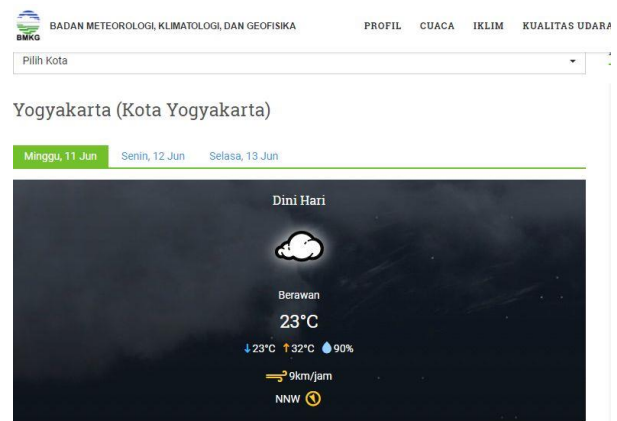 BMKG
BADAN METEOROLOGI, KLIMATOLOGI, DAN GEOFISIKA
PROFIL CUACA IKLIM KUALITAS UDARA
Pilih Kota
Yogyakarta (Kota Yogyakarta)
Minggu, 11 Jun Senin, 12 Jun Selasa, 13 Jun
Dini Hari
Berawan
23°C
↓23°C ↑32°C 90%
9km/jam
NNW